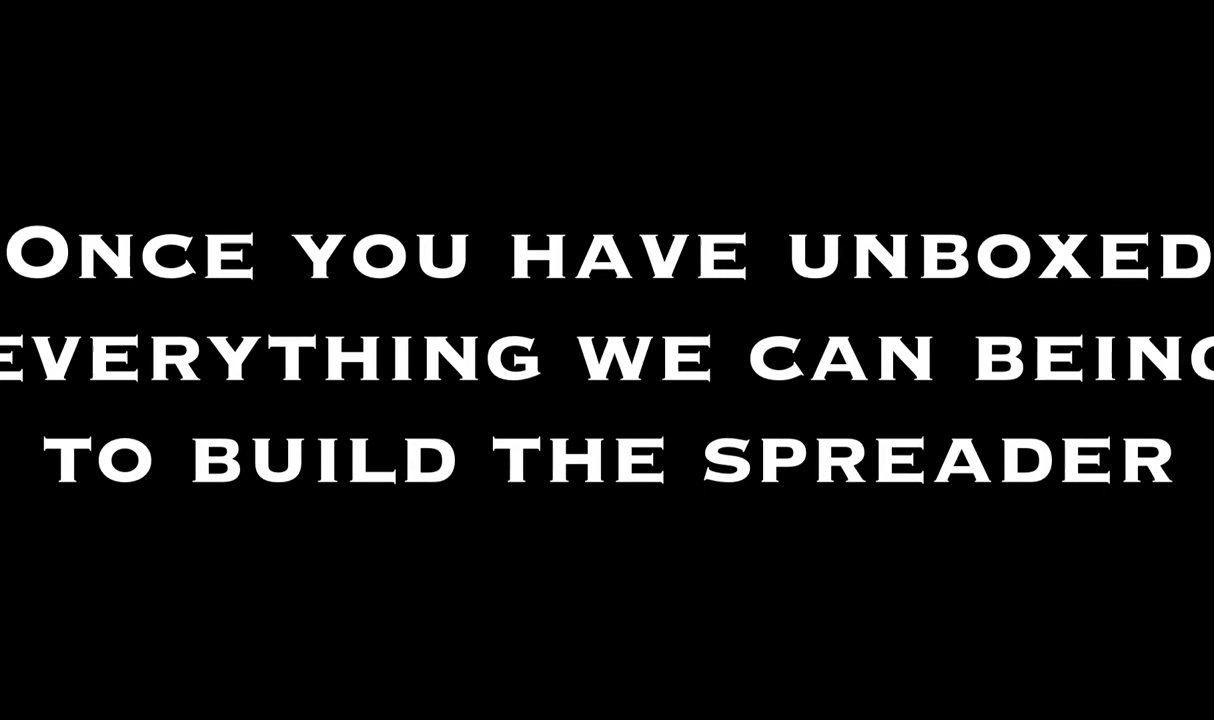 Once you have unboxed
everything we can being
to build the spreader